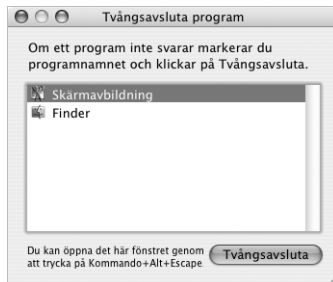 Tvångsavsluta program
Om ett program inte svarar markerar du
programnamnet och klickar på Tvångsavsluta.
Skärmavbildning
Finder
Du kan öppna det här fönstret genom
att trycka på Kommando+Alt+Escape.
Tvångsavsluta